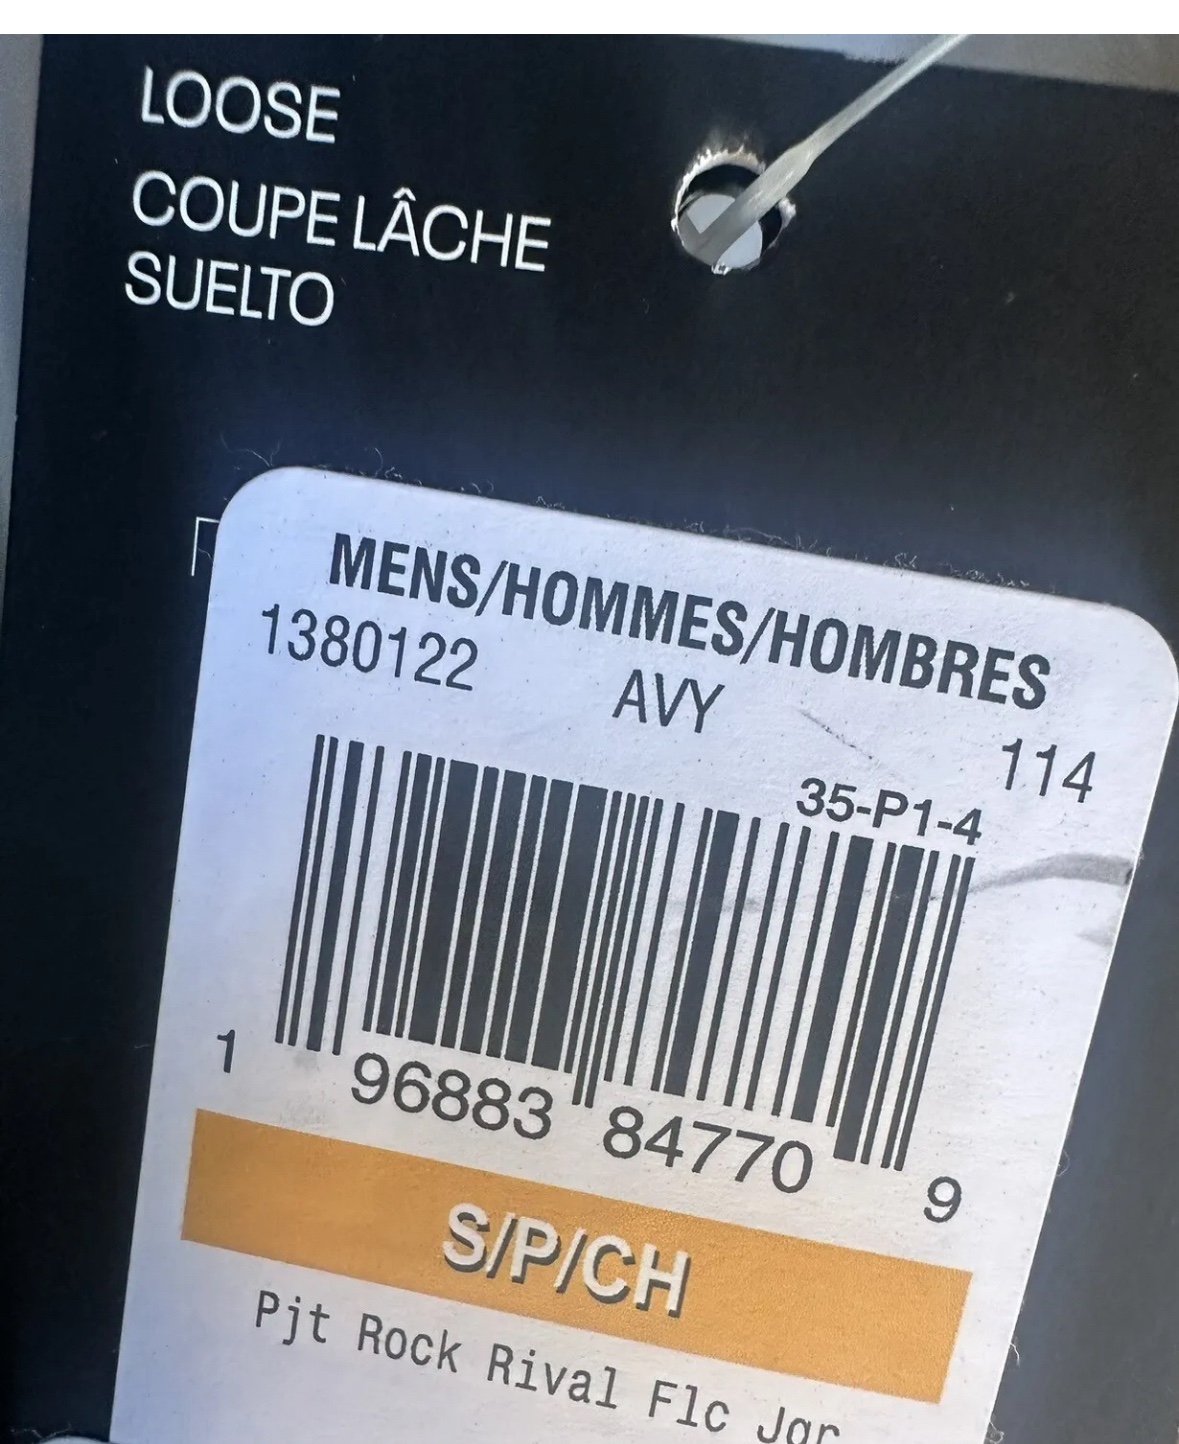 LOOSE
COUPE LÂCHE
SUELTO
MENS/HOMMES/HOMBRES
1380122 AVY 114
35-P1-4
1 96883 84770 9
S/P/CH
Pjt Rock Rival Flc Jgr